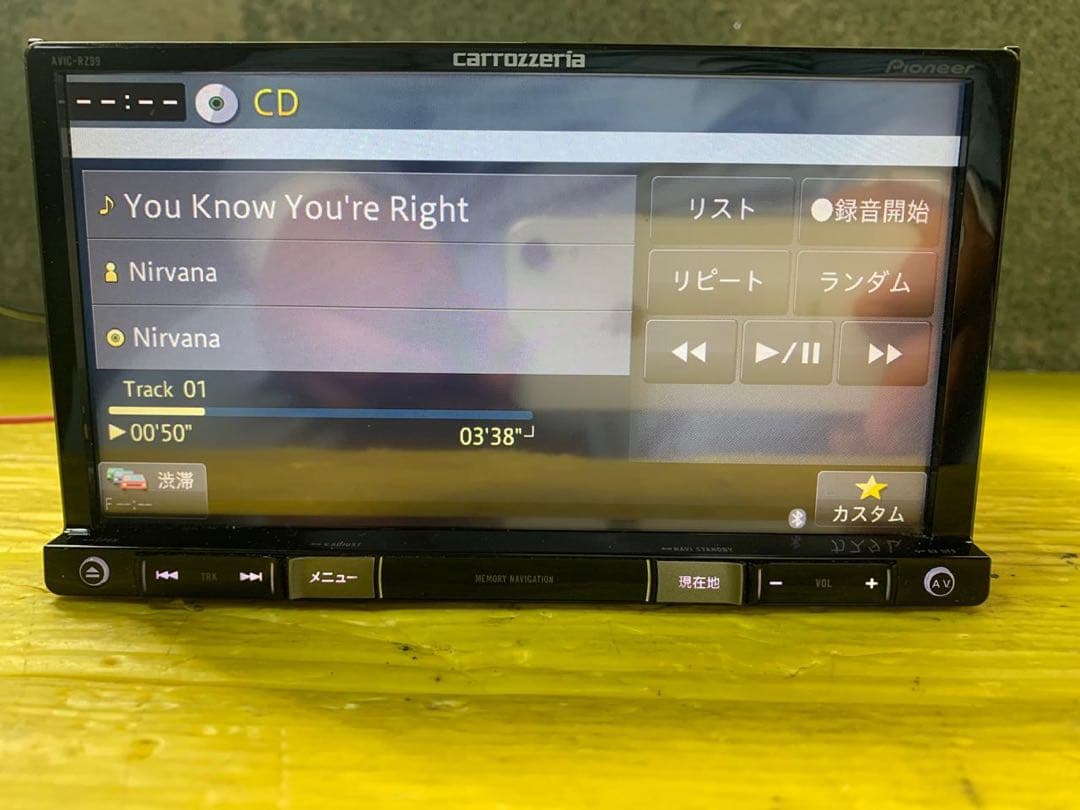 AVIC-RZ99
carrozzeria
Pioneer
--:--
CD
You Know You're Right
Nirvana
Nirvana
Track 01
▶00'50"
03'38"
リスト
●録音開始
リピート
ランダム
◀◀
▶/❚❚
▶▶
渋滞
--:--
★
カスタム
NAVI STANDBY
TRK
メニュー
MEMORY NAVIGATION
現在地
− VOL +
AV